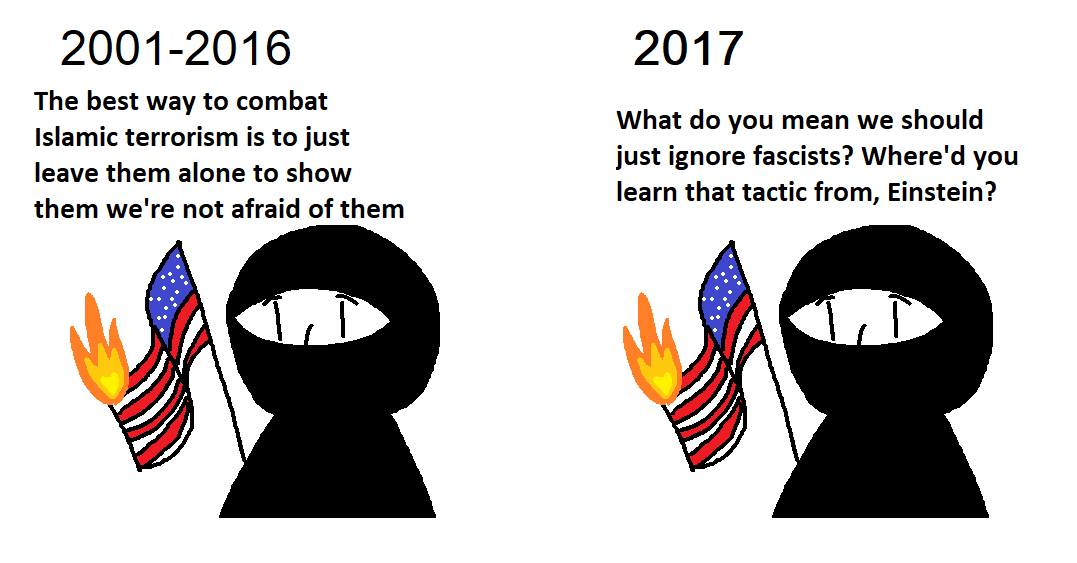 2001-2016
The best way to combat
Islamic terrorism is to just
leave them alone to show
them we're not afraid of them
2017
What do you mean we should
just ignore fascists? Where'd you
learn that tactic from, Einstein?